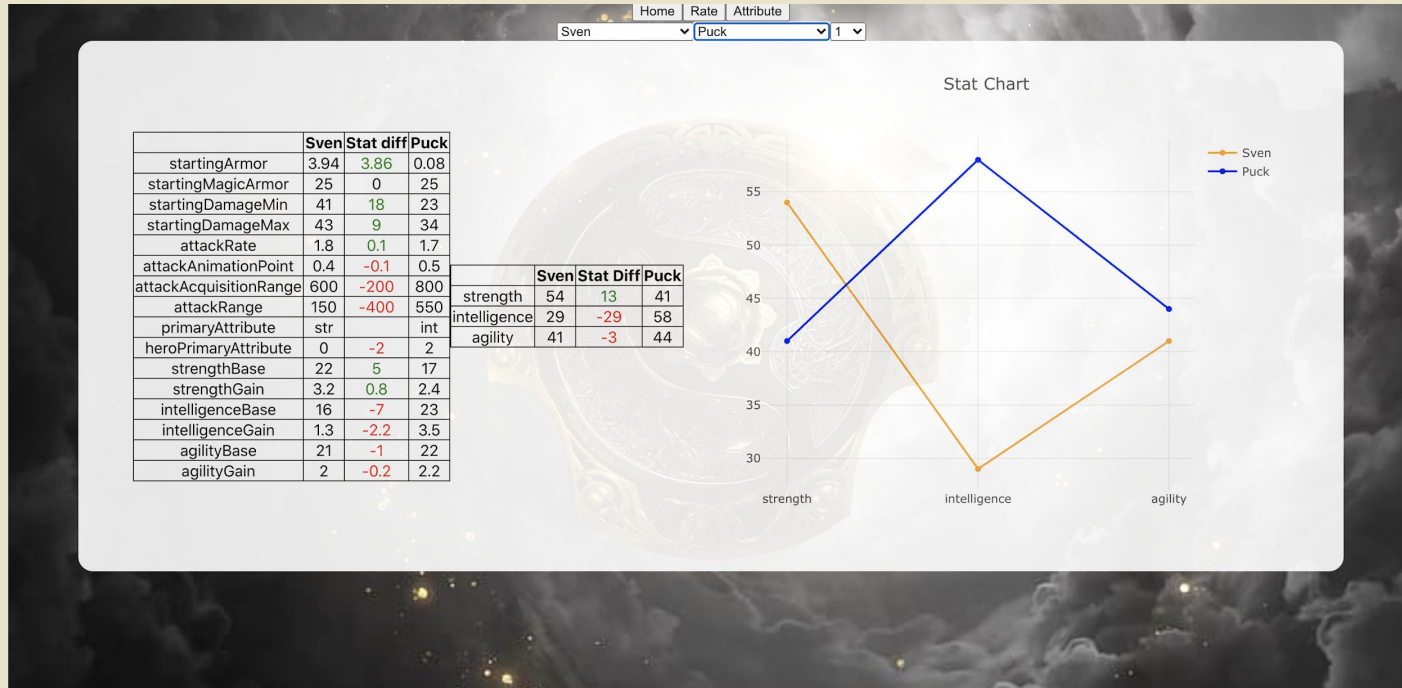 Home Rate Attribute
Sven Puck 1
Stat Chart
Sven Stat diff Puck
startingArmor 3.94 3.86 0.08
startingMagicArmor 25 0 25
startingDamageMin 41 18 23
startingDamageMax 43 9 34
attackRate 1.8 0.1 1.7
attackAnimationPoint 0.4 -0.1 0.5
attackAcquisitionRange 600 -200 800
attackRange 150 -400 550
primaryAttribute str int
heroPrimaryAttribute 0 -2 2
strengthBase 22 5 17
strengthGain 3.2 0.8 2.4
intelligenceBase 16 -7 23
intelligenceGain 1.3 -2.2 3.5
agilityBase 21 -1 22
agilityGain 2 -0.2 2.2
Sven Stat Diff Puck
strength 54 13 41
intelligence 29 -29 58
agility 41 -3 44
55
50
45
40
35
30
strength intelligence agility
Sven
Puck